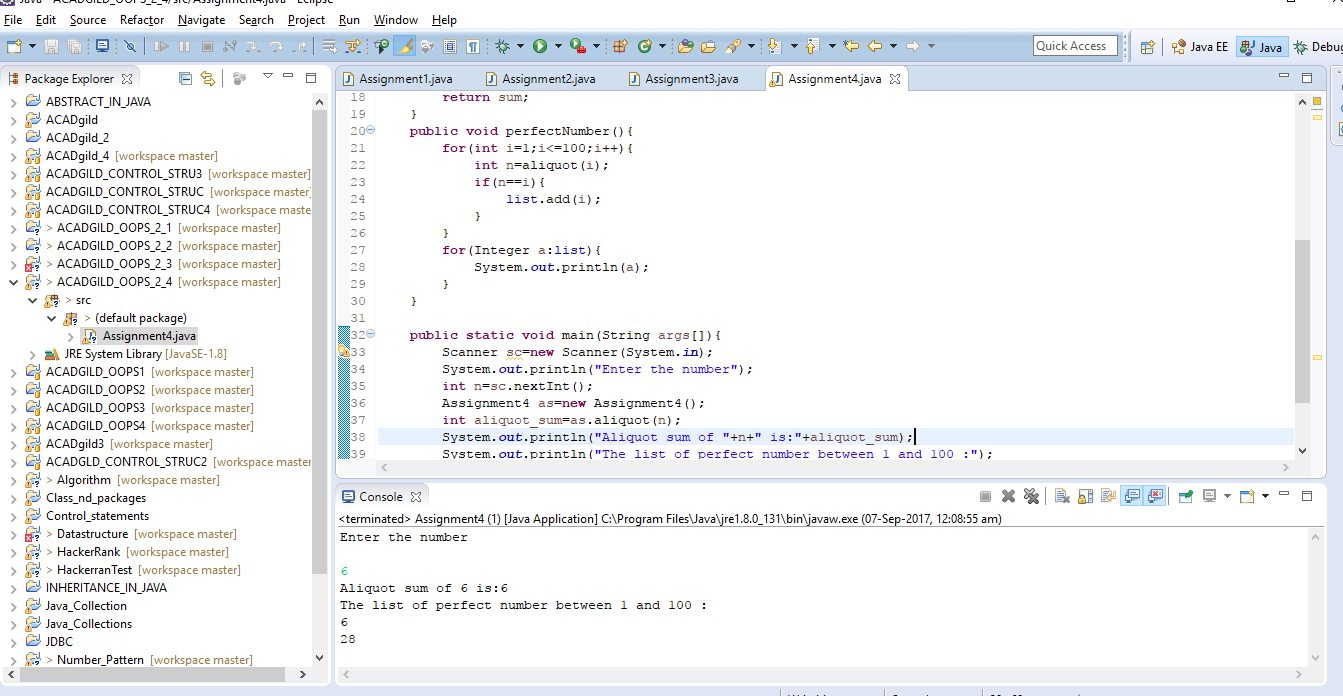 Java - ACADGILD_OOPS_2_4/src/Assignment4.java - Eclipse
File Edit Source Refactor Navigate Search Project Run Window Help
Quick Access Java EE Java Debug
Package Explorer
ABSTRACT_IN_JAVA
ACADgild
ACADgild_2
ACADgild_4 [workspace master]
ACADGILD_CONTROL_STRU3 [workspace master]
ACADGILD_CONTROL_STRUC [workspace master]
ACADGILD_CONTROL_STRUC4 [workspace maste
> ACADGILD_OOPS_2_1 [workspace master]
> ACADGILD_OOPS_2_2 [workspace master]
> ACADGILD_OOPS_2_3 [workspace master]
> ACADGILD_OOPS_2_4 [workspace master]
> src
> (default package)
Assignment4.java
JRE System Library [JavaSE-1.8]
ACADGILD_OOPS1 [workspace master]
ACADGILD_OOPS2 [workspace master]
ACADGILD_OOPS3 [workspace master]
ACADGILD_OOPS4 [workspace master]
ACADgild3 [workspace master]
ACADGLD_CONTROL_STRUC2 [workspace master
> Algorithm [workspace master]
Class_nd_packages
Control_statements
> Datastructure [workspace master]
> HackerRank [workspace master]
> HackerranTest [workspace master]
INHERITANCE_IN_JAVA
Java_Collection
Java_Collections
JDBC
> Number_Pattern [workspace master]
Assignment1.java Assignment2.java Assignment3.java Assignment4.java
18 return sum;
19 }
20 public void perfectNumber(){
21 for(int i=1;i<=100;i++){
22 int n=aliquot(i);
23 if(n==i){
24 list.add(i);
25 }
26 }
27 for(Integer a:list){
28 System.out.println(a);
29 }
30 }
31
32 public static void main(String args[]){
33 Scanner sc=new Scanner(System.in);
34 System.out.println("Enter the number");
35 int n=sc.nextInt();
36 Assignment4 as=new Assignment4();
37 int aliquot_sum=as.aliquot(n);
38 System.out.println("Aliquot sum of "+n+" is:"+aliquot_sum);
39 System.out.println("The list of perfect number between 1 and 100 :");
Console
<terminated> Assignment4 (1) [Java Application] C:\Program Files\Java\jre1.8.0_131\bin\javaw.exe (07-Sep-2017, 12:08:55 am)
Enter the number
6
Aliquot sum of 6 is:6
The list of perfect number between 1 and 100 :
6
28